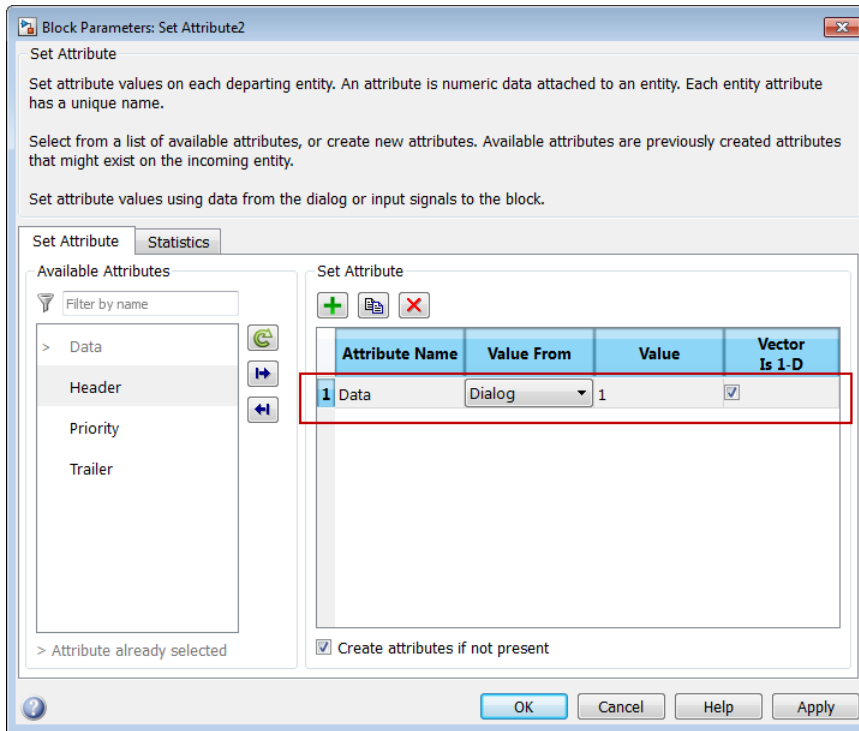 Block Parameters: Set Attribute2
Set Attribute
Set attribute values on each departing entity. An attribute is numeric data attached to an entity. Each entity attribute
has a unique name.
Select from a list of available attributes, or create new attributes. Available attributes are previously created attributes
that might exist on the incoming entity.
Set attribute values using data from the dialog or input signals to the block.
Set Attribute Statistics
Available Attributes
Filter by name
> Data
Header
Priority
Trailer
> Attribute already selected
Set Attribute
Attribute Name Value From Value Vector
Is 1-D
1 Data Dialog 1
Create attributes if not present
OK Cancel Help Apply